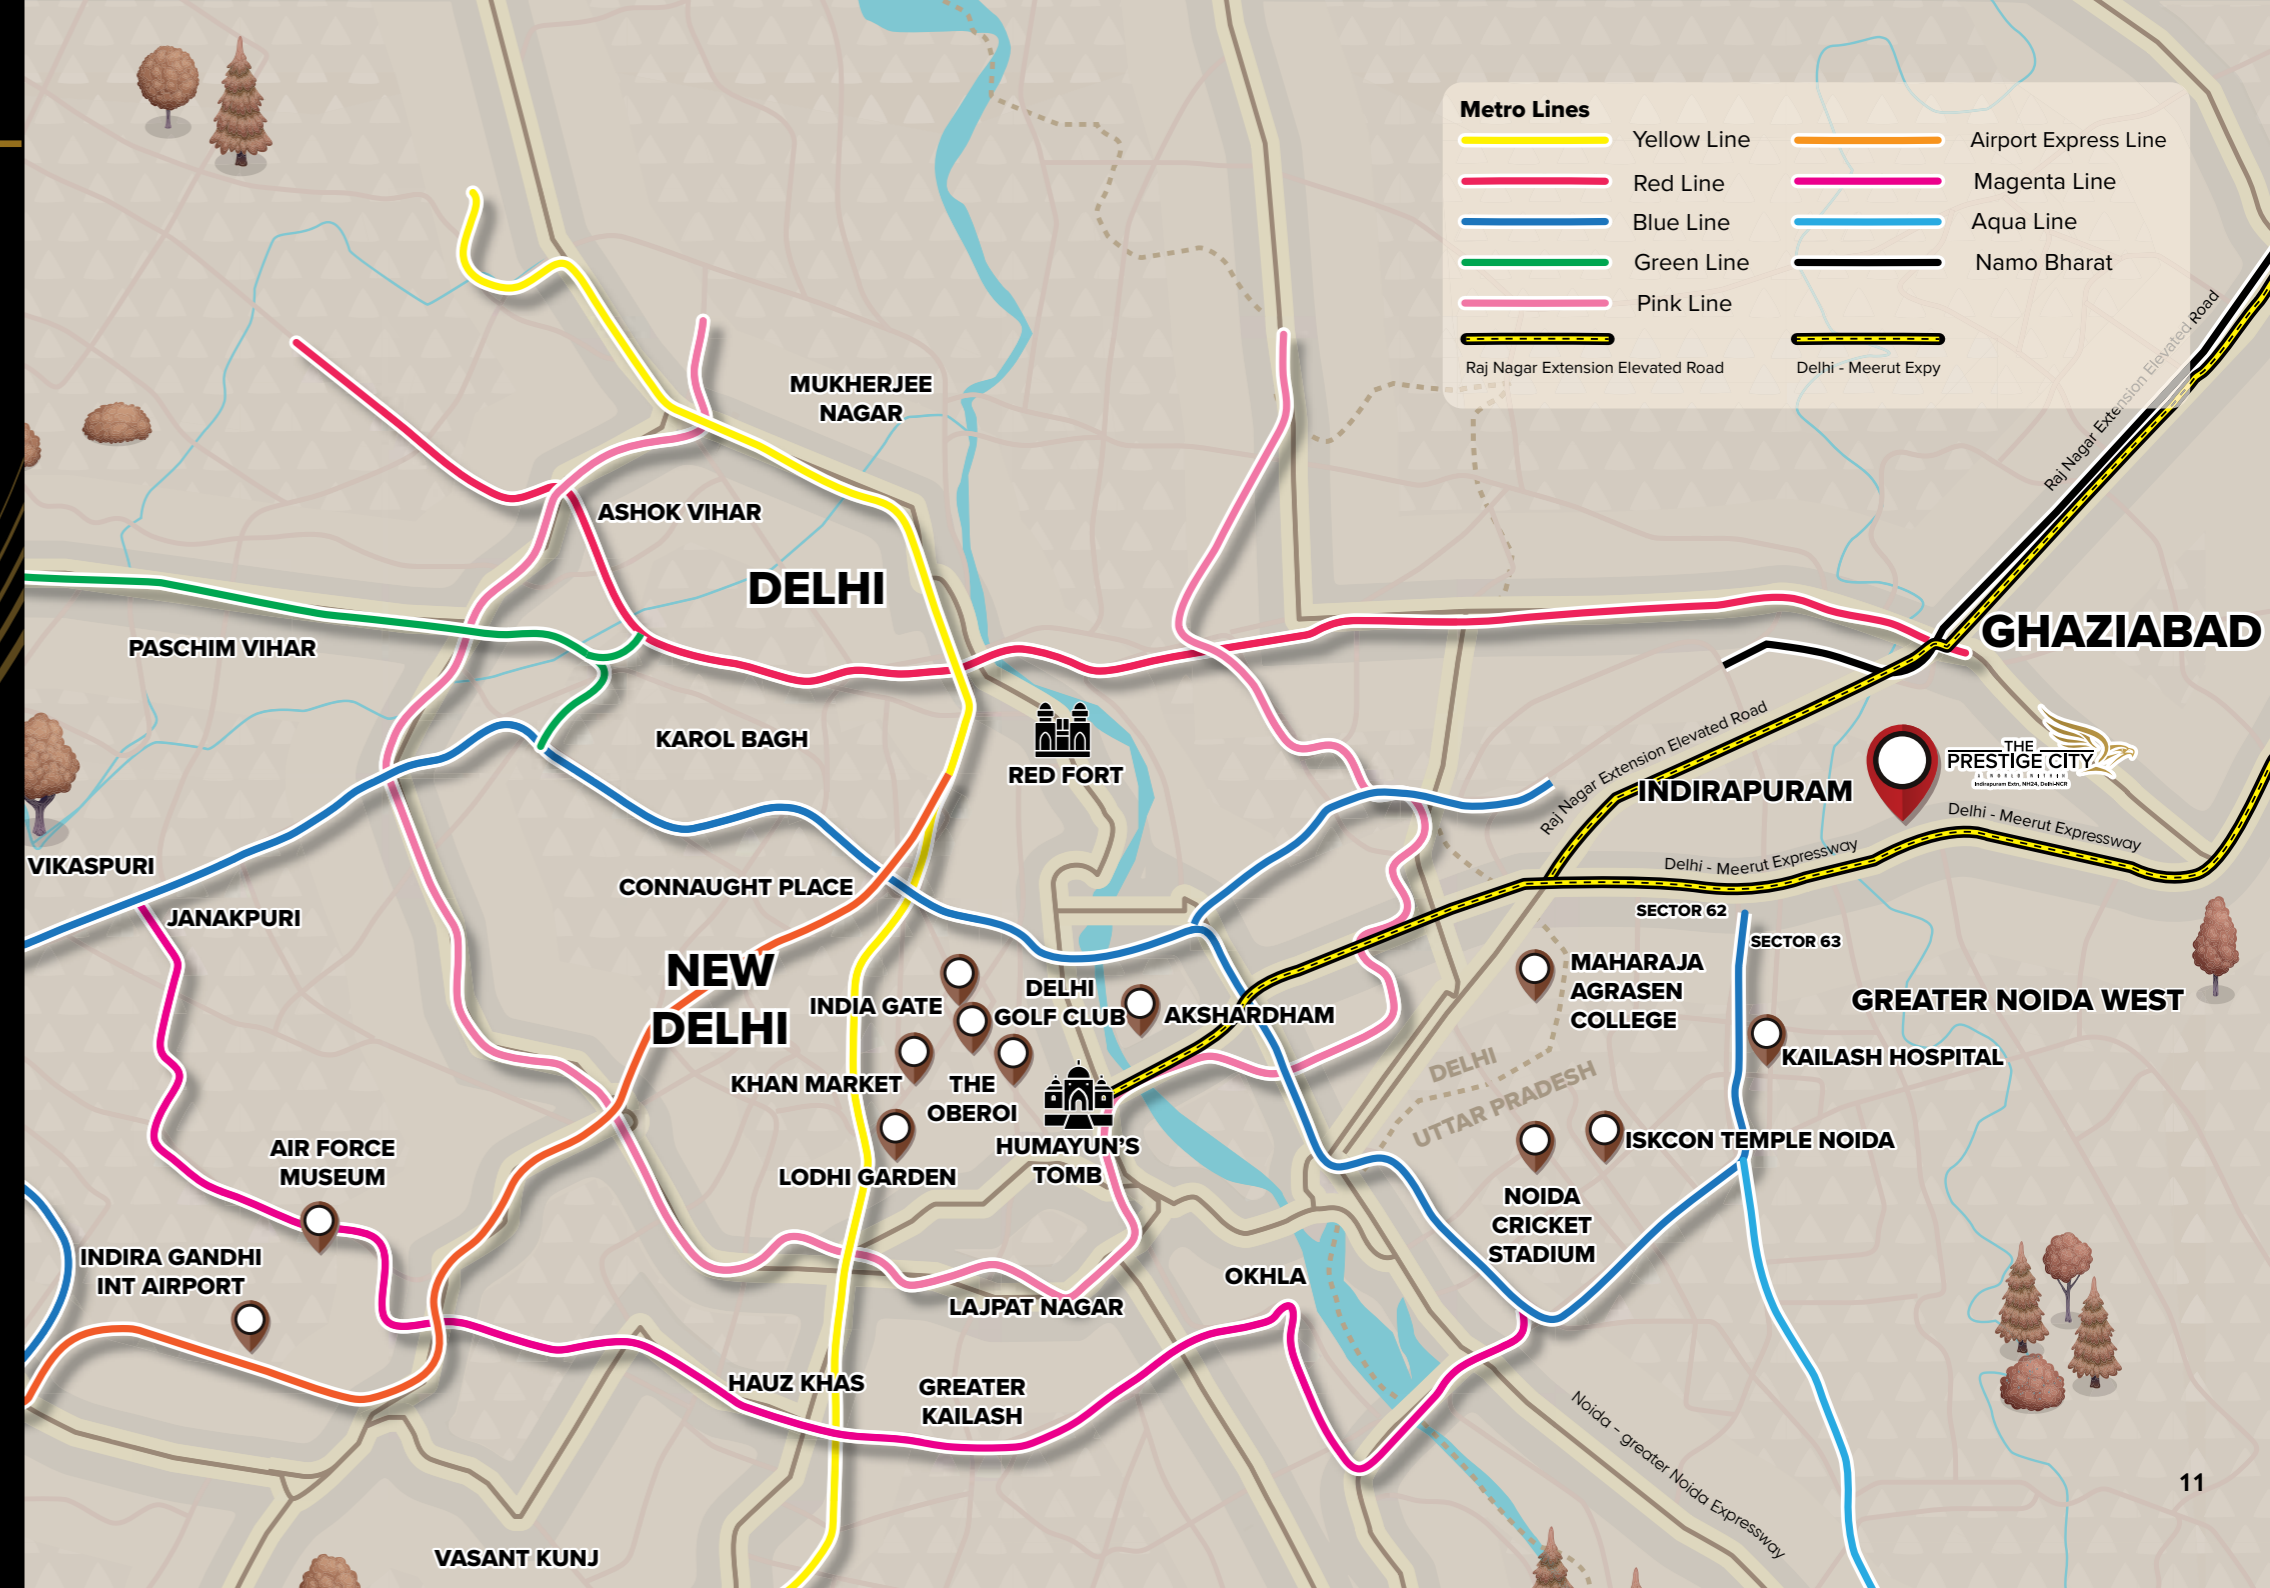 Metro Lines
Yellow Line
Red Line
Blue Line
Green Line
Pink Line
Airport Express Line
Magenta Line
Aqua Line
Namo Bharat
Raj Nagar Extension Elevated Road
Delhi - Meerut Expy
Raj Nagar Extension Elevated Road
MUKHERJEE
NAGAR
ASHOK VIHAR
DELHI
PASCHIM VIHAR
GHAZIABAD
KAROL BAGH
RED FORT
Raj Nagar Extension Elevated Road
INDIRAPURAM
THE
PRESTIGE CITY
Indirapuram Extn, NH24, Delhi-NCR
Delhi - Meerut Expressway
Delhi - Meerut Expressway
VIKASPURI
JANAKPURI
CONNAUGHT PLACE
SECTOR 62
SECTOR 63
NEW
DELHI
INDIA GATE
DELHI
GOLF CLUB
AKSHARDHAM
MAHARAJA
AGRASEN
COLLEGE
GREATER NOIDA WEST
KAILASH HOSPITAL
DELHI
UTTAR PRADESH
KHAN MARKET
THE
OBEROI
HUMAYUN'S
TOMB
LODHI GARDEN
ISKCON TEMPLE NOIDA
NOIDA
CRICKET
STADIUM
AIR FORCE
MUSEUM
INDIRA GANDHI
INT AIRPORT
OKHLA
LAJPAT NAGAR
HAUZ KHAS
GREATER
KAILASH
Noida - greater Noida Expressway
VASANT KUNJ
11